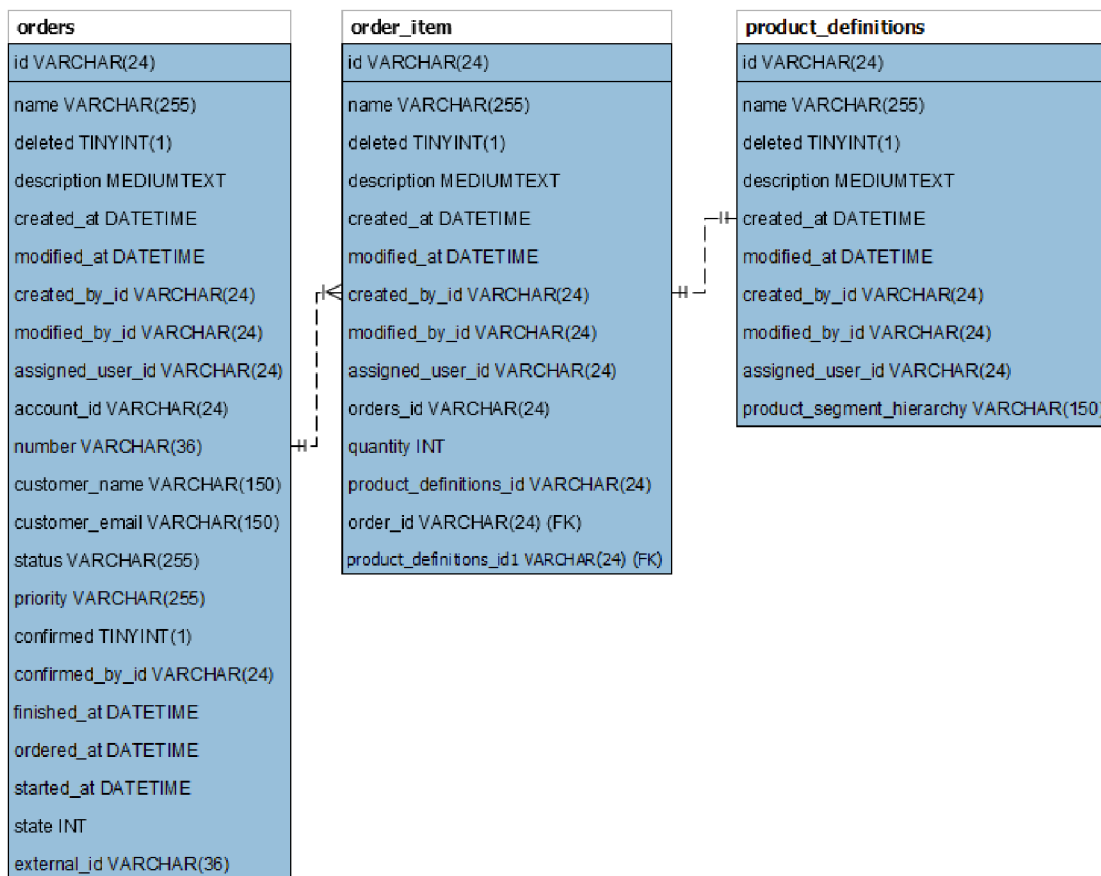 orders
id VARCHAR(24)
name VARCHAR(255)
deleted TINYINT(1)
description MEDIUMTEXT
created_at DATETIME
modified_at DATETIME
created_by_id VARCHAR(24)
modified_by_id VARCHAR(24)
assigned_user_id VARCHAR(24)
account_id VARCHAR(24)
number VARCHAR(36)
customer_name VARCHAR(150)
customer_email VARCHAR(150)
status VARCHAR(255)
priority VARCHAR(255)
confirmed TINYINT(1)
confirmed_by_id VARCHAR(24)
finished_at DATETIME
ordered_at DATETIME
started_at DATETIME
state INT
external_id VARCHAR(36)
order_item
id VARCHAR(24)
name VARCHAR(255)
deleted TINYINT(1)
description MEDIUMTEXT
created_at DATETIME
modified_at DATETIME
created_by_id VARCHAR(24)
modified_by_id VARCHAR(24)
assigned_user_id VARCHAR(24)
orders_id VARCHAR(24)
quantity INT
product_definitions_id VARCHAR(24)
order_id VARCHAR(24) (FK)
product_definitions_id1 VARCHAR(24) (FK)
product_definitions
id VARCHAR(24)
name VARCHAR(255)
deleted TINYINT(1)
description MEDIUMTEXT
created_at DATETIME
modified_at DATETIME
created_by_id VARCHAR(24)
modified_by_id VARCHAR(24)
assigned_user_id VARCHAR(24)
product_segment_hierarchy VARCHAR(150)